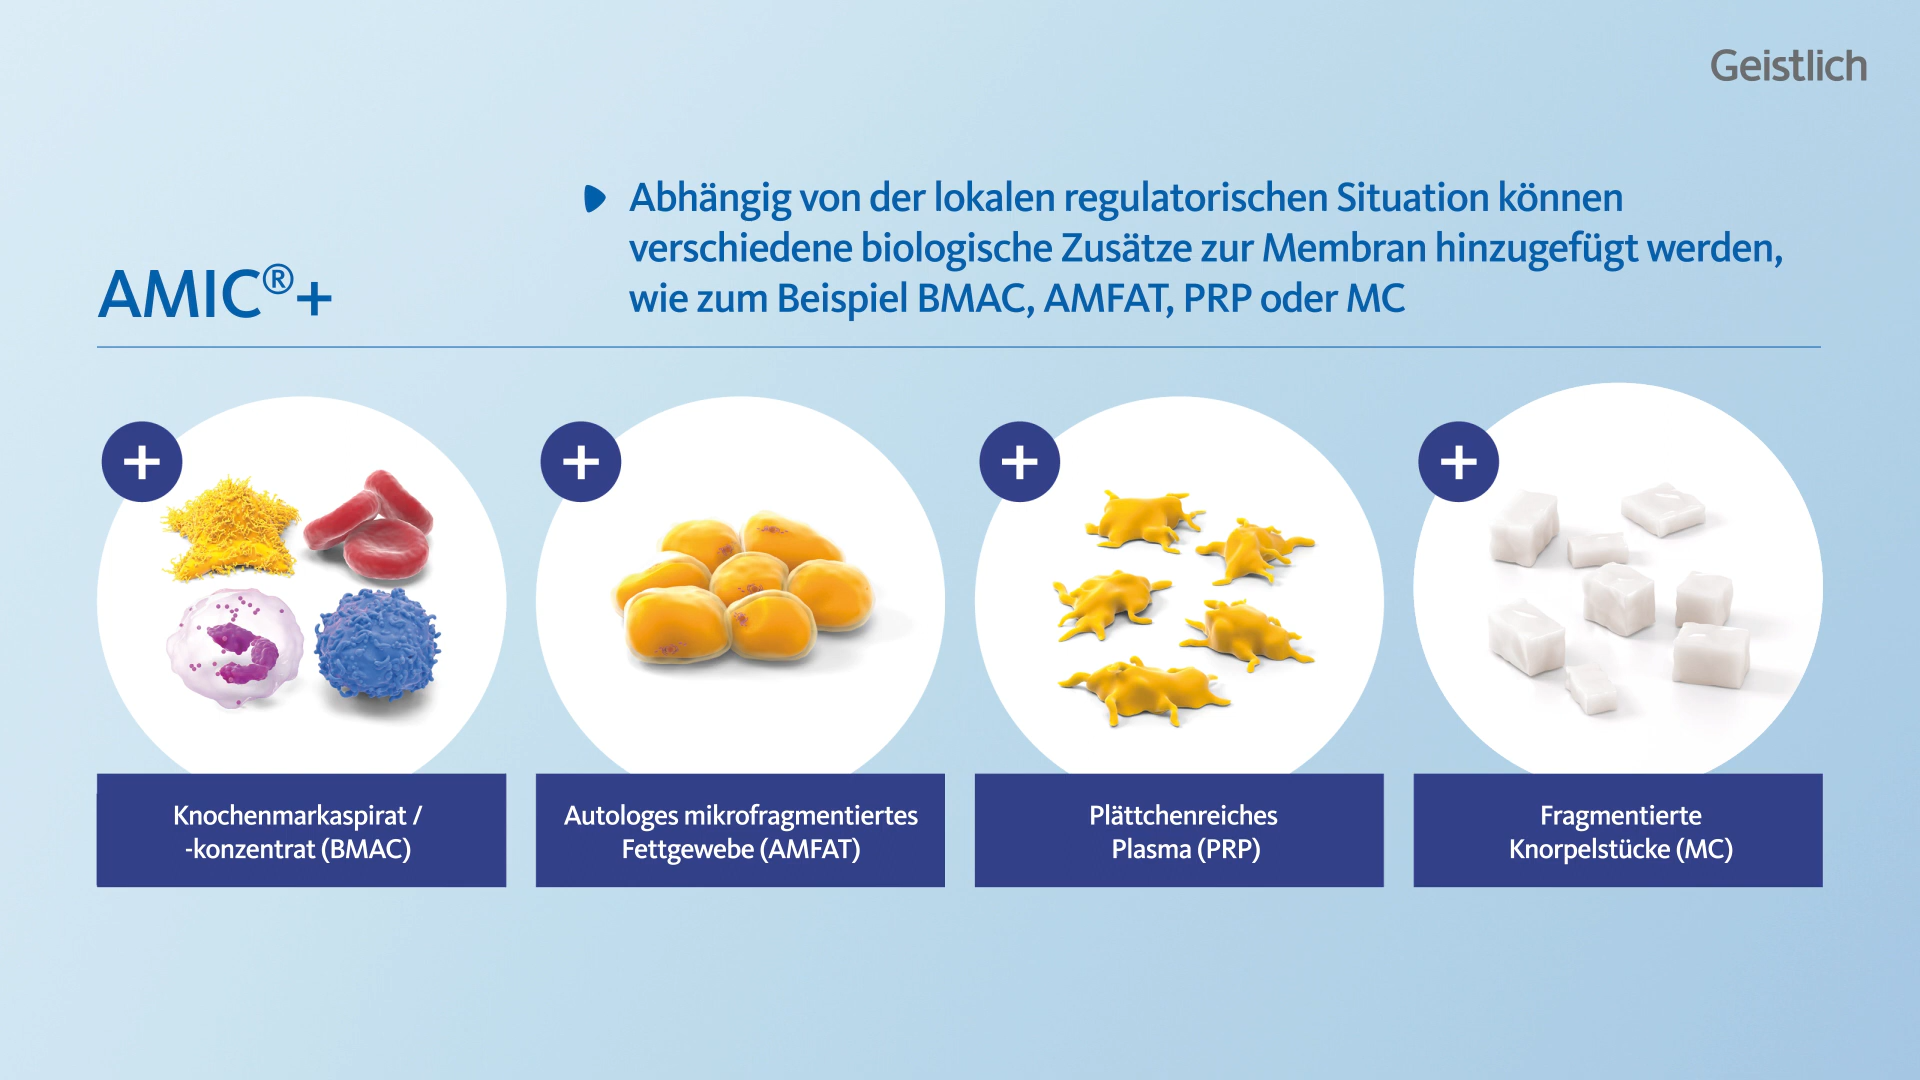 Geistlich
AMIC®+
Abhängig von der lokalen regulatorischen Situation können
verschiedene biologische Zusätze zur Membran hinzugefügt werden,
wie zum Beispiel BMAC, AMFAT, PRP oder MC
+
+
+
+
Knochenmarkaspirat /
-konzentrat (BMAC)
Autologes mikrofragmentiertes
Fettgewebe (AMFAT)
Plättchenreiches
Plasma (PRP)
Fragmentierte
Knorpelstücke (MC)